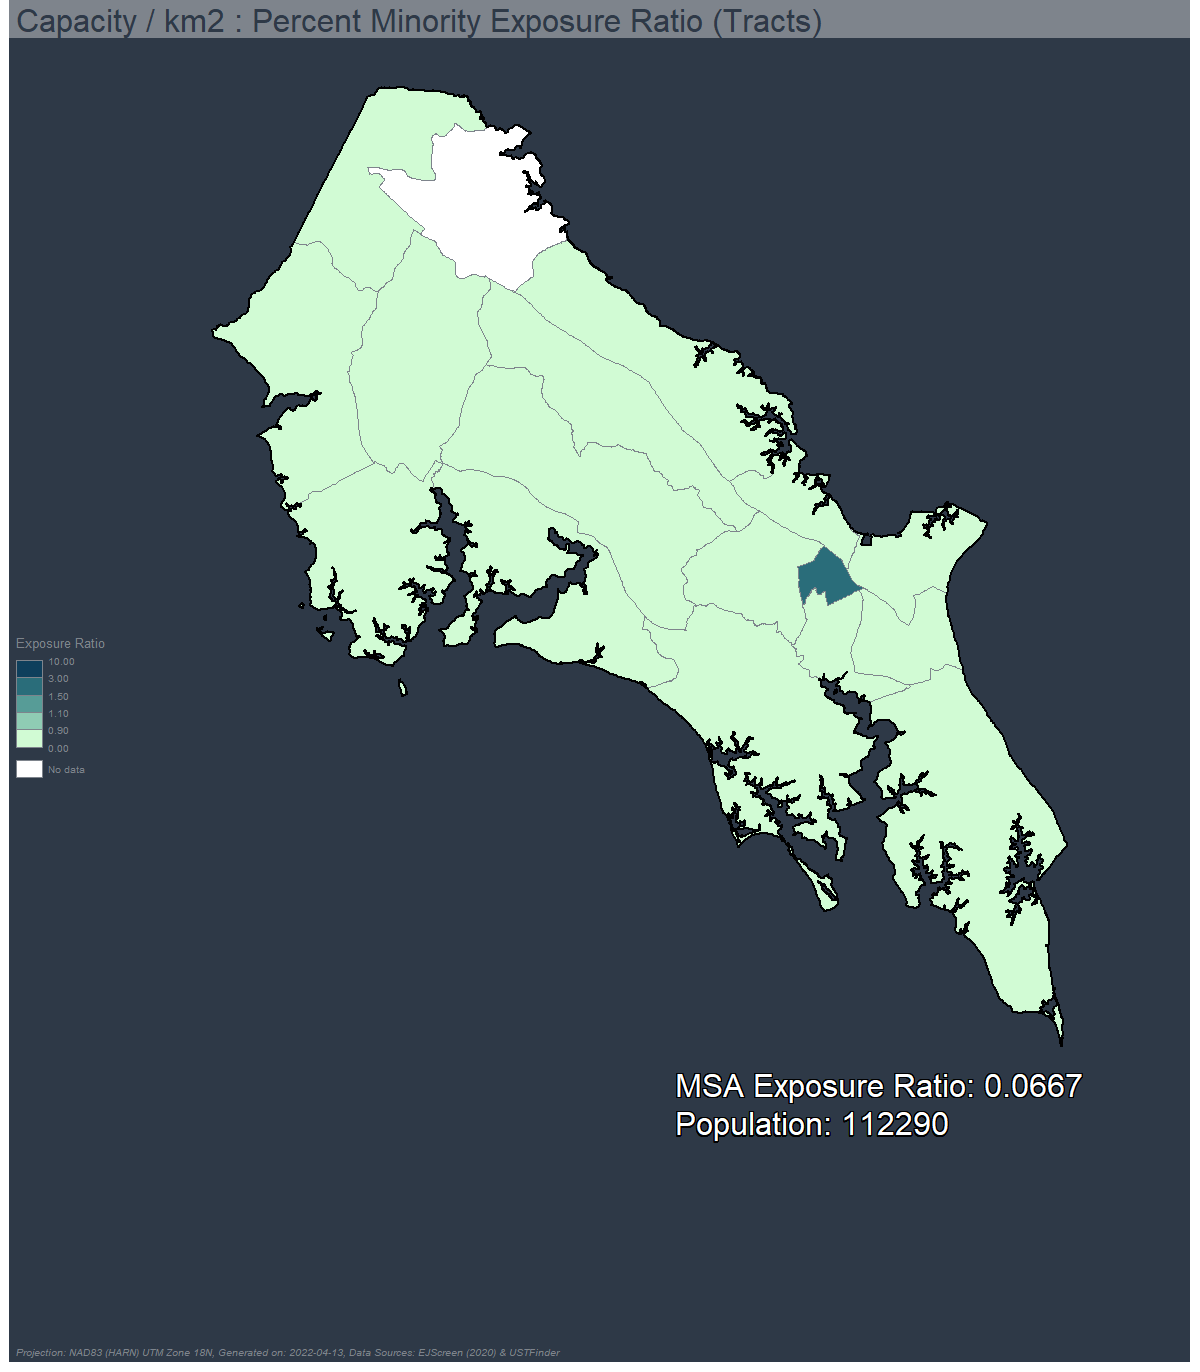 Capacity / km2 : Percent Minority Exposure Ratio (Tracts)
Exposure Ratio
10.00
3.00
1.50
1.10
0.90
0.00
No data
MSA Exposure Ratio: 0.0667
Population: 112290
Projection: NAD83 (HARN) UTM Zone 18N, Generated on: 2022-04-13, Data Sources: EJScreen (2020) & USTFinder